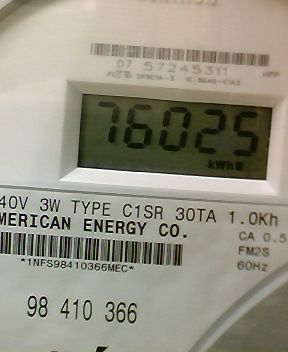 07 57245311
76025
kWh
40V 3W TYPE C1SR 30TA 1.0Kh
MERICAN ENERGY CO.
CA 0.5
FM2S
60Hz
*1NFS98410366MEC*
98 410 366